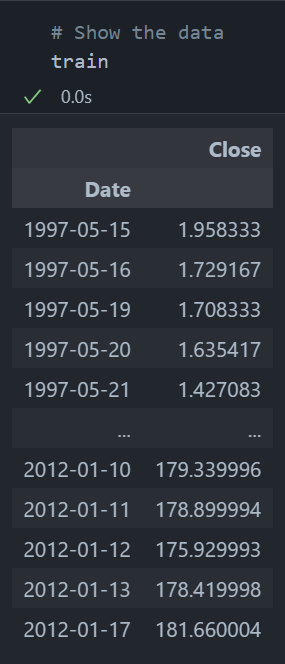 # Show the data
train
0.0s
Close
Date
1997-05-15 1.958333
1997-05-16 1.729167
1997-05-19 1.708333
1997-05-20 1.635417
1997-05-21 1.427083
... ...
2012-01-10 179.339996
2012-01-11 178.899994
2012-01-12 175.929993
2012-01-13 178.419998
2012-01-17 181.660004